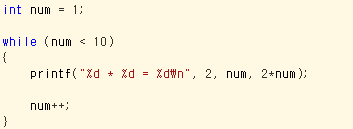 int num = 1;
while (num < 10)
{
printf("%d * %d = %d₩n", 2, num, 2*num);
num++;
}